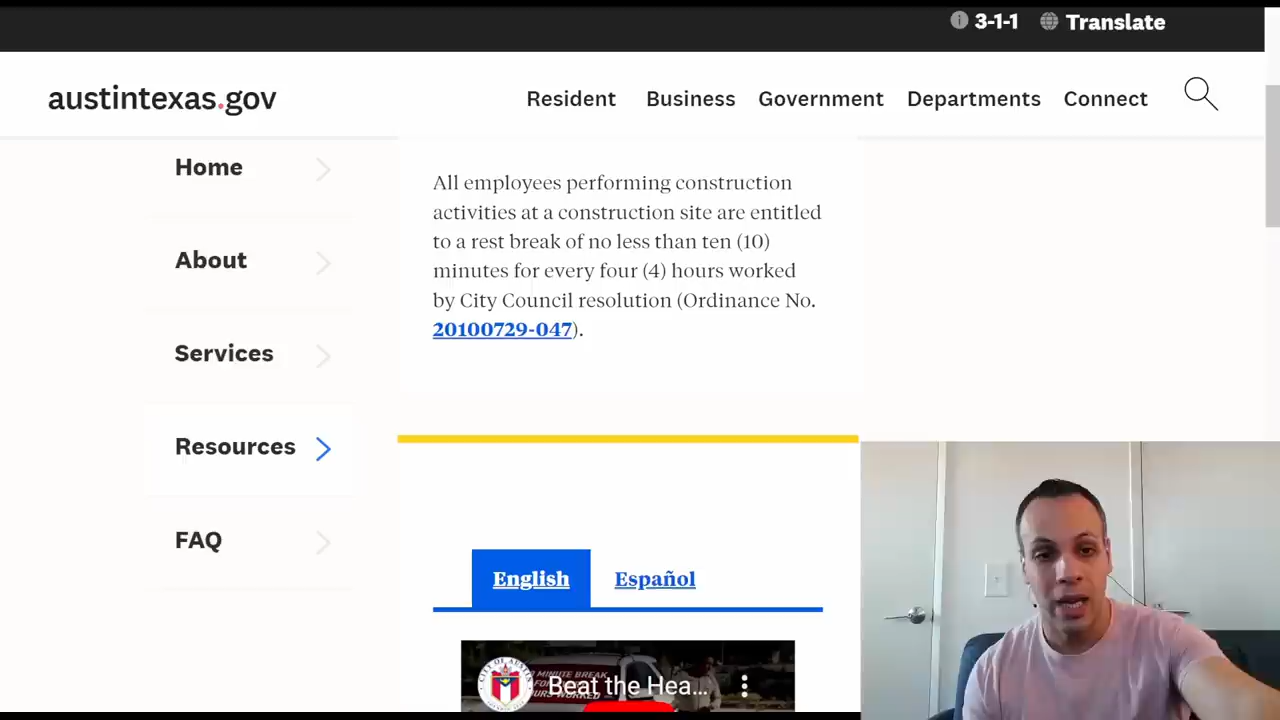 3-1-1 Translate
austintexas.gov
Resident Business Government Departments Connect
Home
About
Services
Resources
FAQ
All employees performing construction
activities at a construction site are entitled
to a rest break of no less than ten (10)
minutes for every four (4) hours worked
by City Council resolution (Ordinance No.
20100729-047).
English Español
Beat the Hea...
MINUTE BREAK